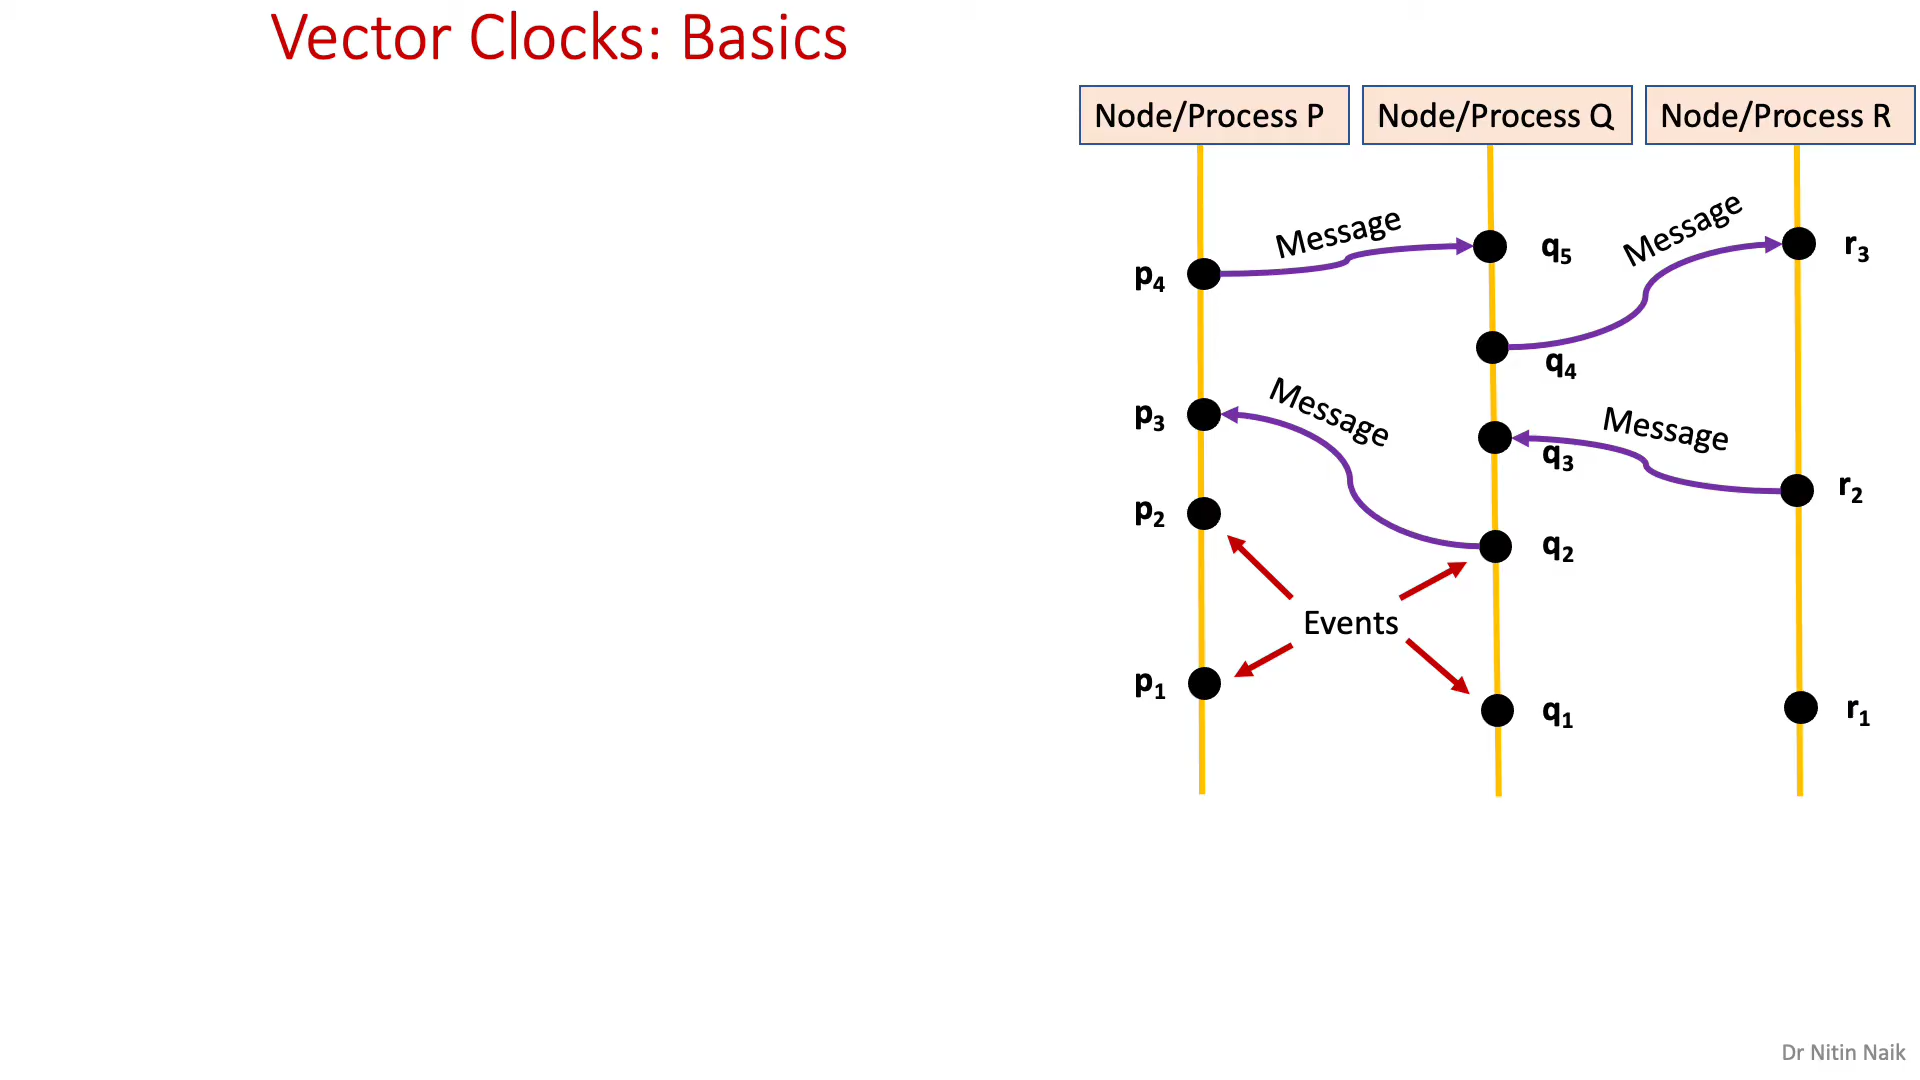 Vector Clocks: Basics
Node/Process P
Node/Process Q
Node/Process R
Message
Message
p4
q5
r3
q4
Message
Message
p3
q3
r2
p2
q2
Events
p1
q1
r1
Dr Nitin Naik